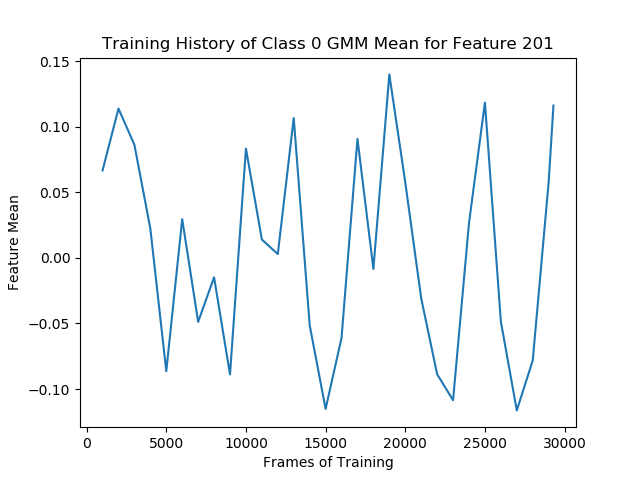 Training History of Class 0 GMM Mean for Feature 201
0.15
0.10
0.05
0.00
−0.05
−0.10
Feature Mean
0 5000 10000 15000 20000 25000 30000
Frames of Training